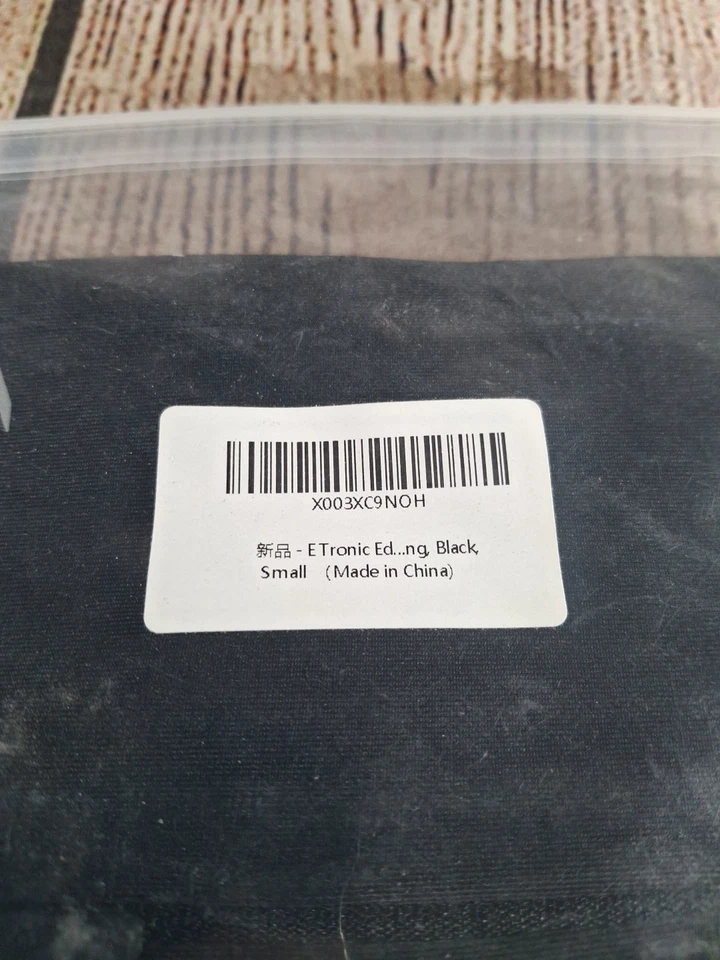 X003XC9NOH
新品 - ETronic Ed...ng, Black,
Small (Made in China)